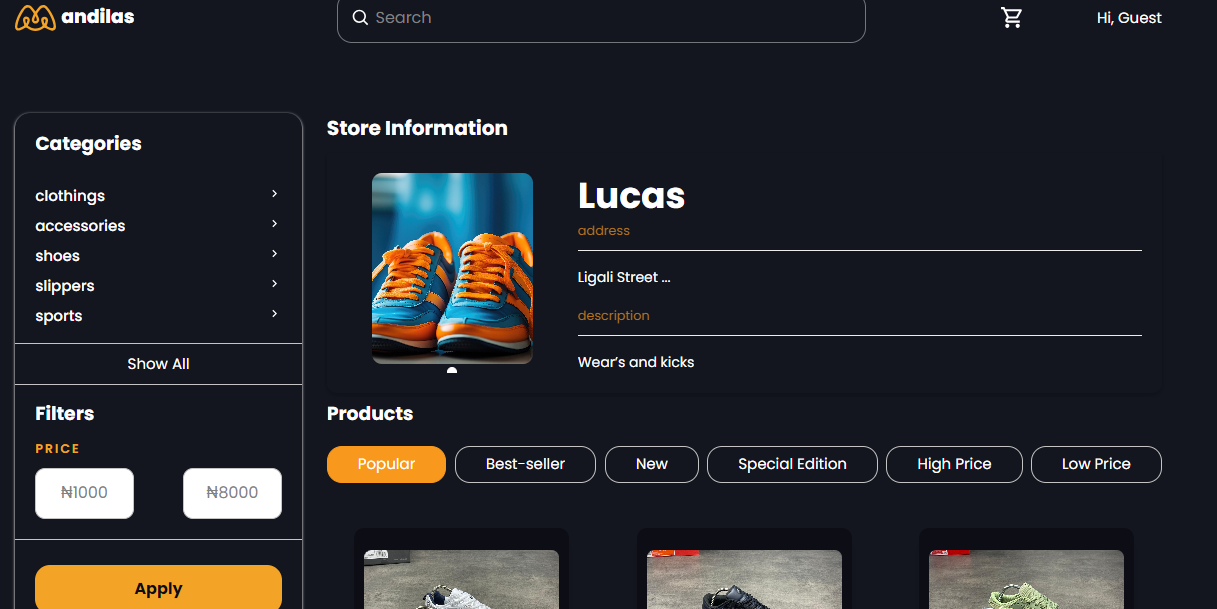 andilas
Search
Hi, Guest
Categories
clothings
accessories
shoes
slippers
sports
Show All
Filters
PRICE
₦1000
₦8000
Apply
Store Information
Lucas
address
Ligali Street ...
description
Wear's and kicks
Products
Popular
Best-seller
New
Special Edition
High Price
Low Price